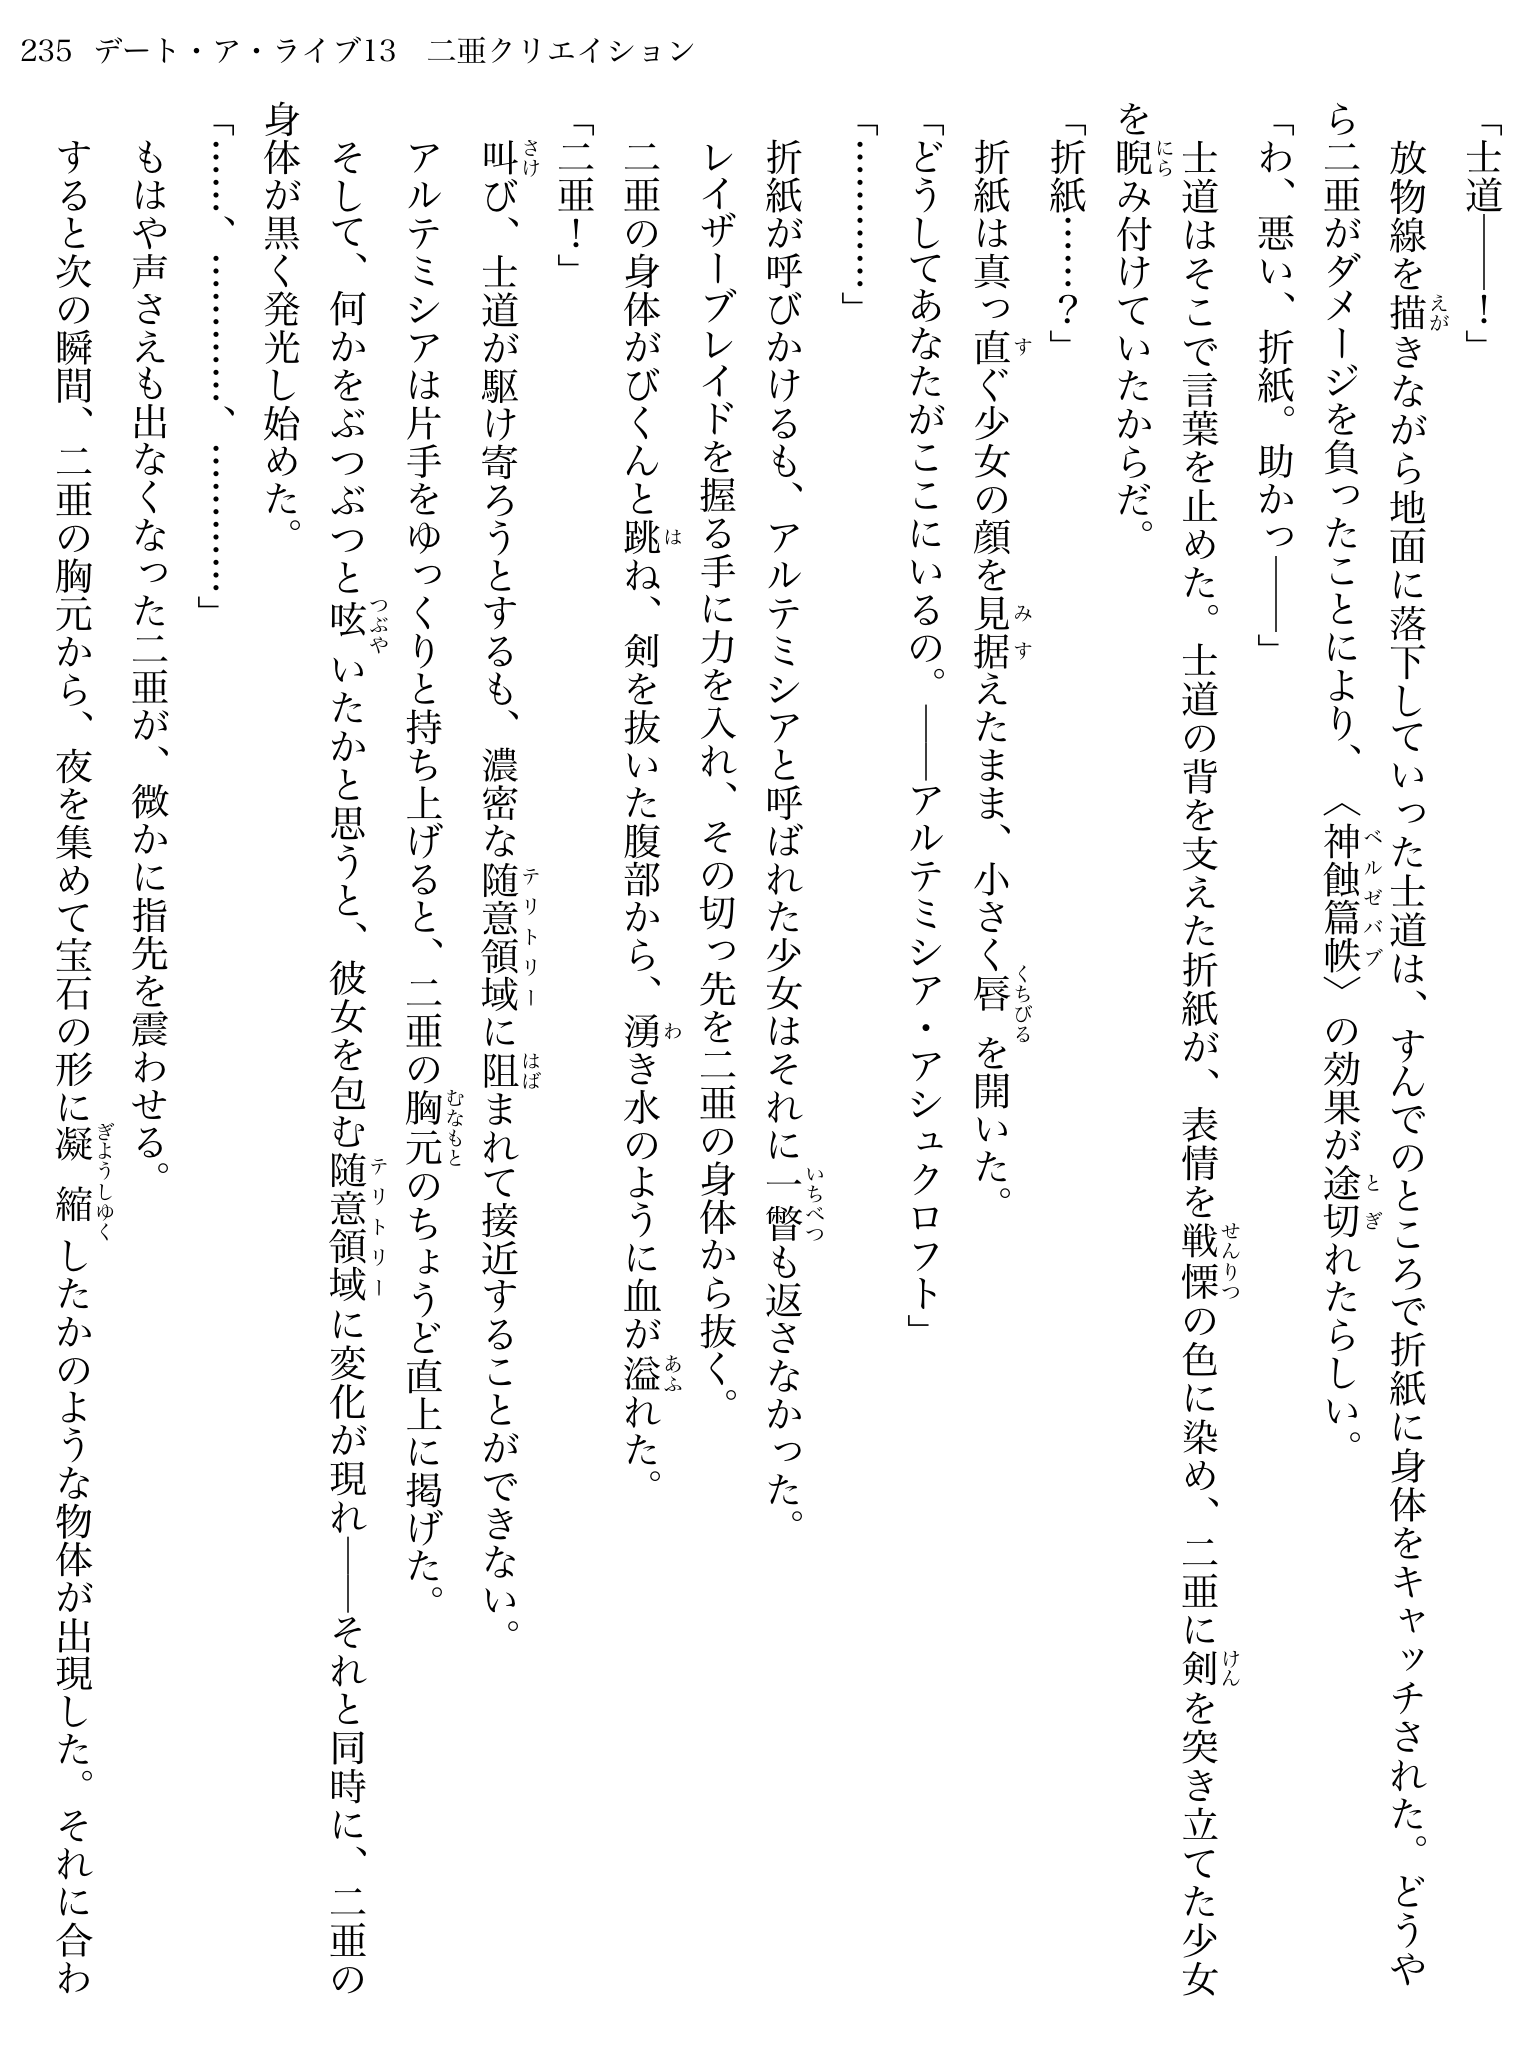 235 デート・ア・ライブ13 二亜クリエイション
「士道――！」
放物線を描きながら地面に落下していった士道は、すんでのところで折紙に身体をキャッチされた。どうや
ら二亜がダメージを負ったことにより、〈神蝕篇帙〉の効果が途切れたらしい。
「わ、悪い、折紙。助かっ――」
士道はそこで言葉を止めた。士道の背を支えた折紙が、表情を戦慄の色に染め、二亜に剣を突き立てた少女
を睨み付けていたからだ。
「折紙……？」
折紙は真っ直ぐ少女の顔を見据えたまま、小さく唇を開いた。
「どうしてあなたがここにいるの。――アルテミシア・アシュクロフト」
「…………」
折紙が呼びかけるも、アルテミシアと呼ばれた少女はそれに一瞥も返さなかった。
レイザーブレイドを握る手に力を入れ、その切っ先を二亜の身体から抜く。
二亜の身体がびくんと跳ね、剣を抜いた腹部から、湧き水のように血が溢れた。
「二亜！」
叫び、士道が駆け寄ろうとするも、濃密な随意領域に阻まれて接近することができない。
アルテミシアは片手をゆっくりと持ち上げると、二亜の胸元のちょうど直上に掲げた。
そして、何かをぶつぶつと呟いたかと思うと、彼女を包む随意領域に変化が現れ――それと同時に、二亜の
身体が黒く発光し始めた。
「……、…………、…………」
もはや声さえも出なくなった二亜が、微かに指先を震わせる。
すると次の瞬間、二亜の胸元から、夜を集めて宝石の形に凝縮したかのような物体が出現した。それに合わ